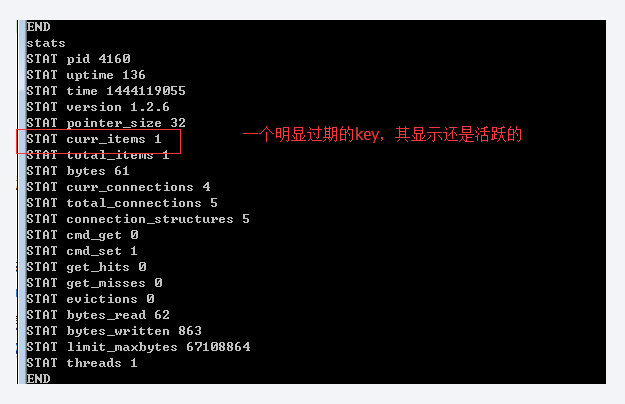 END
stats
STAT pid 4160
STAT uptime 136
STAT time 1444119055
STAT version 1.2.6
STAT pointer_size 32
STAT curr_items 1
一个明显过期的key，其显示还是活跃的
STAT total_items 1
STAT bytes 61
STAT curr_connections 4
STAT total_connections 5
STAT connection_structures 5
STAT cmd_get 0
STAT cmd_set 1
STAT get_hits 0
STAT get_misses 0
STAT evictions 0
STAT bytes_read 62
STAT bytes_written 863
STAT limit_maxbytes 67108864
STAT threads 1
END